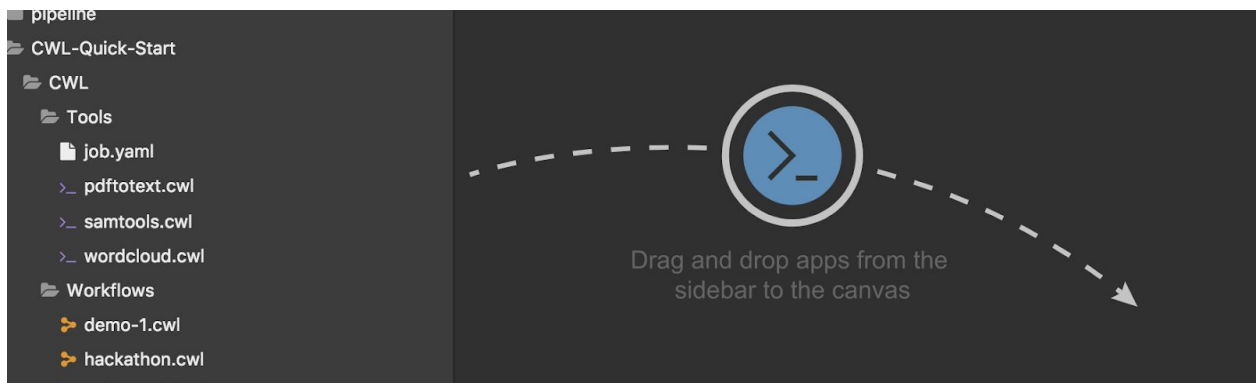 pipeline
CWL-Quick-Start
CWL
Tools
job.yaml
pdftotext.cwl
samtools.cwl
wordcloud.cwl
Workflows
demo-1.cwl
hackathon.cwl
Drag and drop apps from the
sidebar to the canvas